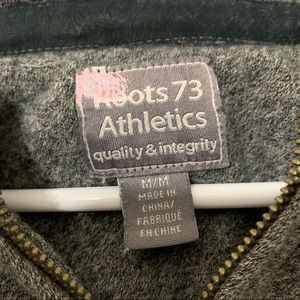 Roots 73
Athletics
quality & integrity
M/M
MADE IN
CHINA/
FABRIQUÉ
EN CHINE